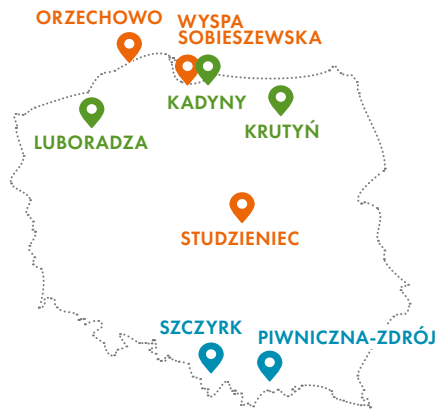 ORZECHOWO
WYSPA
SOBIESZEWSKA
KADYNY
LUBORADZA
KRUTYŃ
STUDZIENIEC
SZCZYRK
PIWNICZNA-ZDRÓJ